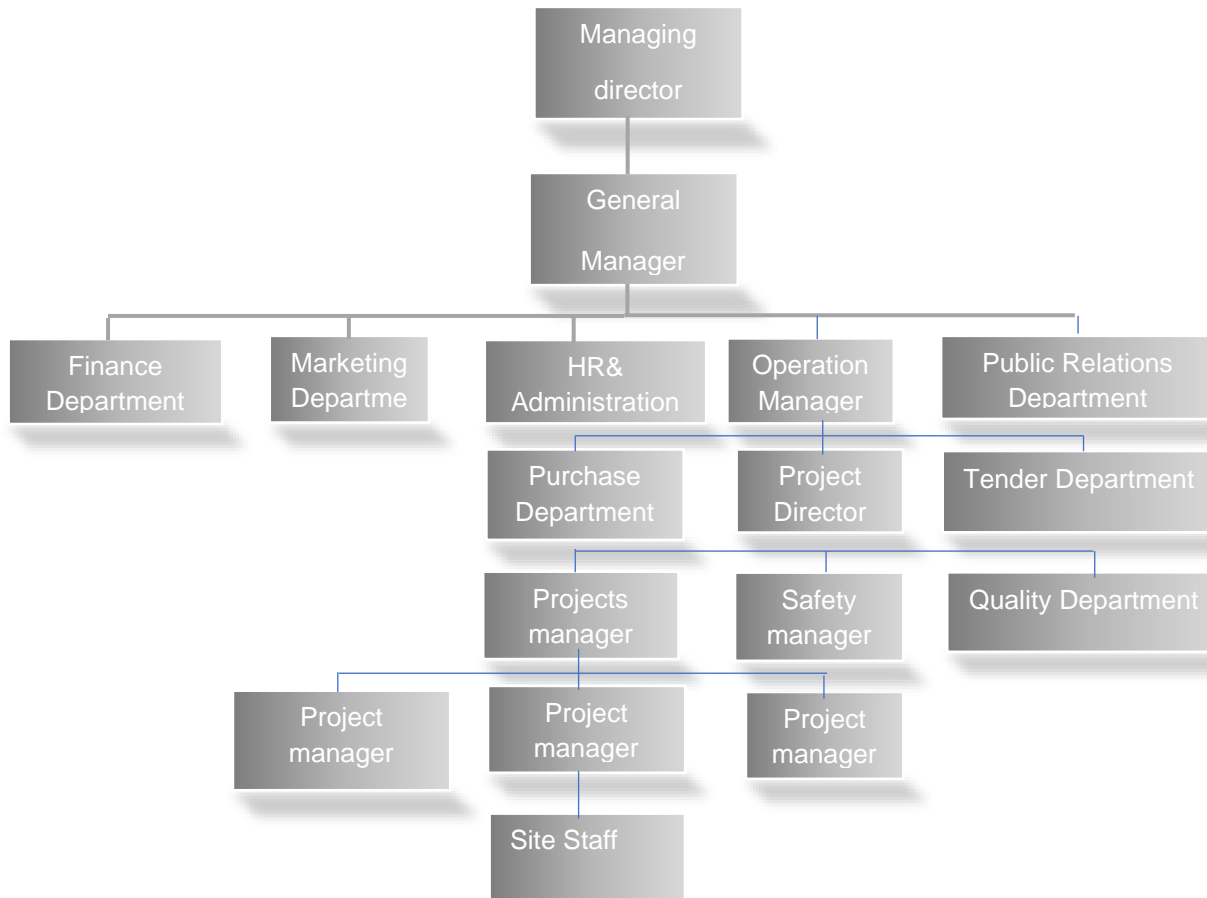 Managing
director
General
Manager
Finance
Department
Marketing
Departme
HR&
Administration
Operation
Manager
Public Relations
Department
Purchase
Department
Project
Director
Tender Department
Projects
manager
Safety
manager
Quality Department
Project
manager
Project
manager
Project
manager
Site Staff